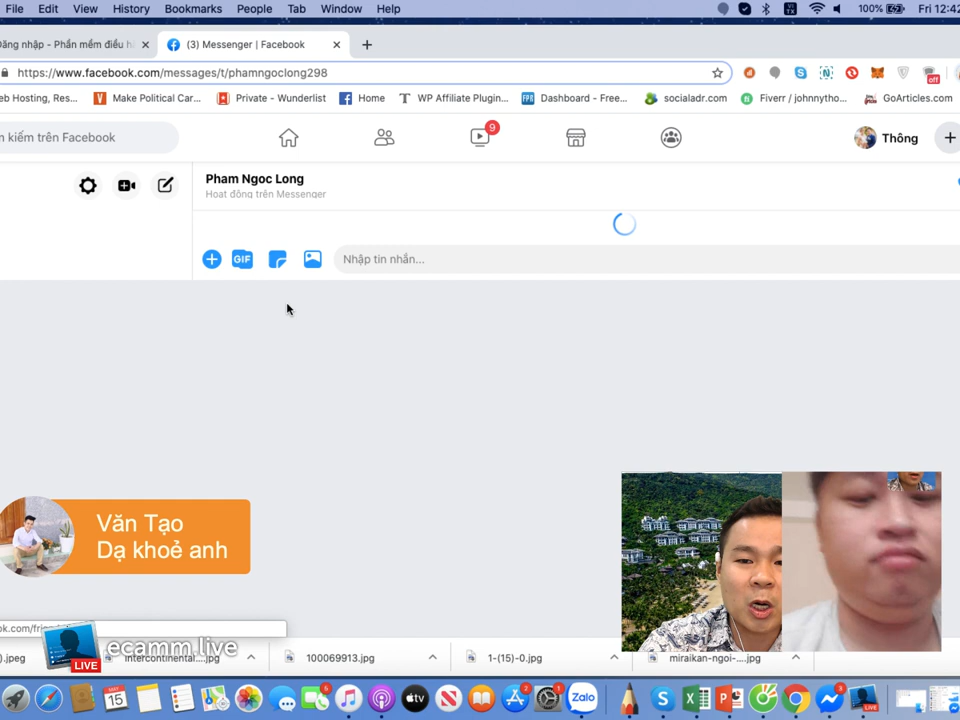 File Edit View History Bookmarks People Tab Window Help 100% Fri 12:42
Đăng nhập - Phần mềm điều h (3) Messenger | Facebook
https://www.facebook.com/messages/t/phamngoclong298
eb Hosting, Res... Make Political Car... Private - Wunderlist Home WP Affiliate Plugin... Dashboard - Free... socialadr.com Fiverr / johnnytho... GoArticles.com
off
m kiếm trên Facebook 9 Thông
Pham Ngoc Long
Hoạt động trên Messenger
GIF Nhập tin nhắn...
Văn Tạo
Dạ khoẻ anh
ok.com/frien
ecamm live
LIVE
).jpeg intercontinental....jpg 100069913.jpg 1-(15)-0.jpg miraikan-ngoi-....jpg
15 tv Zalo